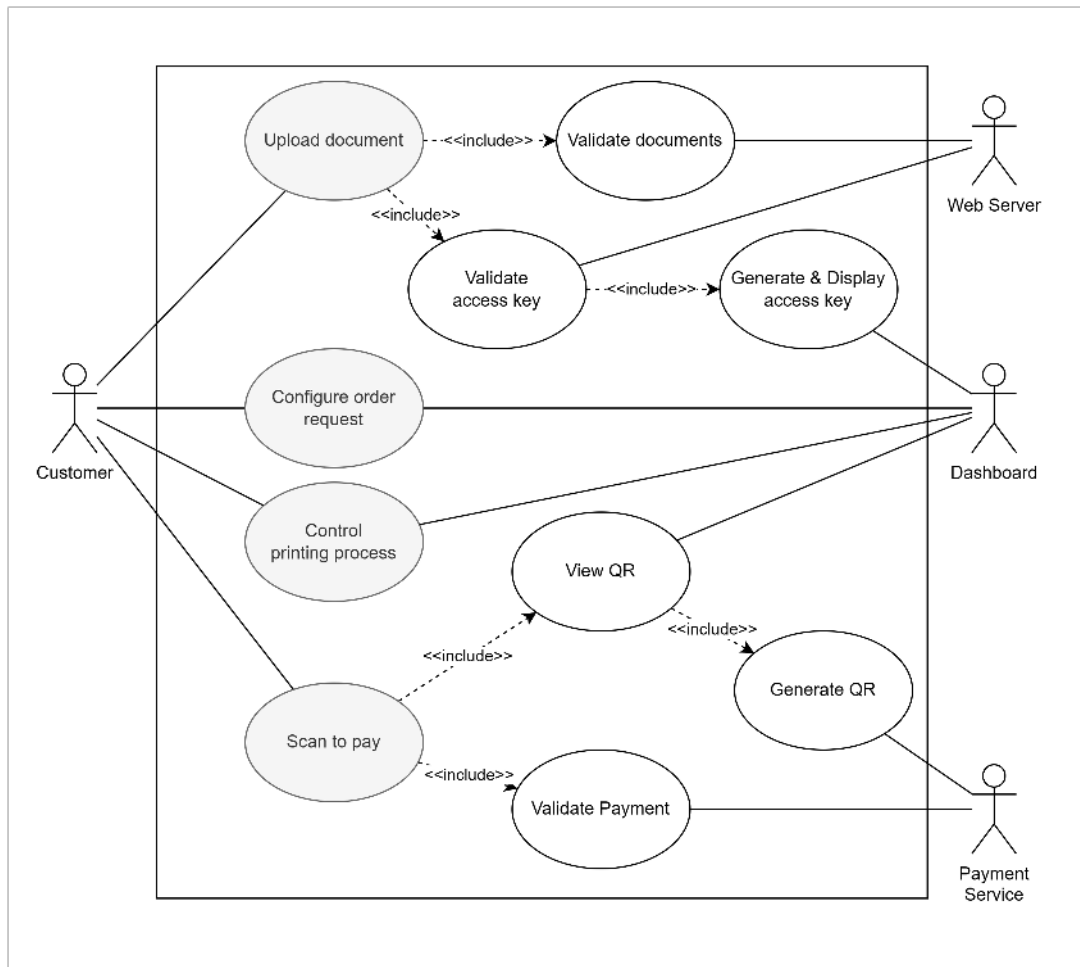 Upload document
<<include>>
Validate documents
Web Server
<<include>>
Validate
access key
<<include>>
Generate & Display
access key
Customer
Configure order
request
Dashboard
Control
printing process
View QR
<<include>>
<<include>>
Generate QR
Scan to pay
<<include>>
Validate Payment
Payment
Service